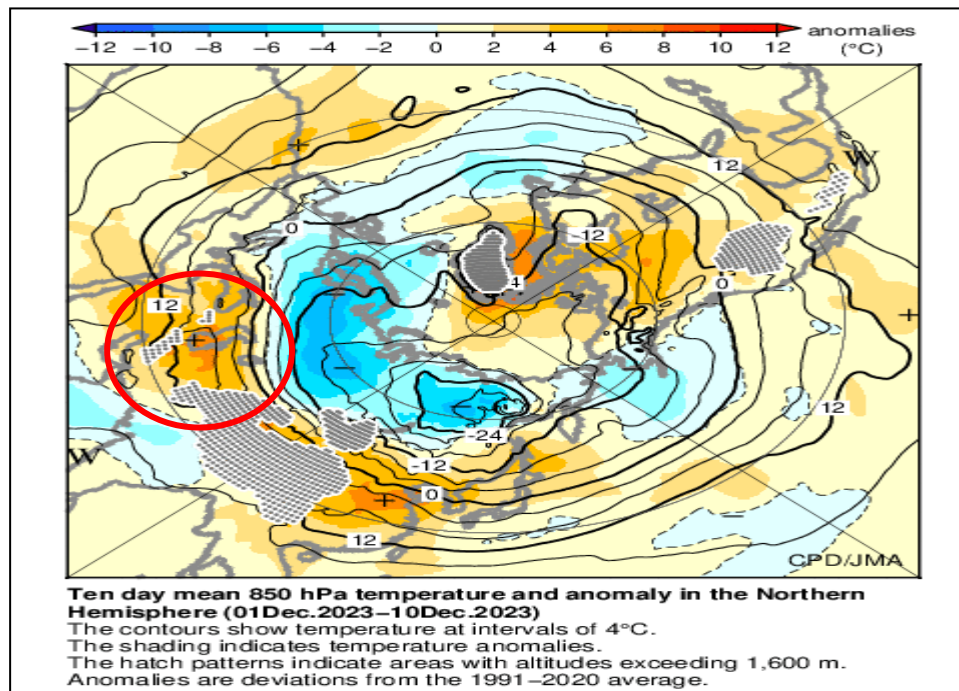 −12 −10 −8 −6 −4 −2 0 2 4 6 8 10 12 anomalies
(°C)
12
W
0
-12
4
0
12
12
-24
W
-12
0
12
CPD/JMA
Ten day mean 850 hPa temperature and anomaly in the Northern
Hemisphere (01Dec.2023−10Dec.2023)
The contours show temperature at intervals of 4°C.
The shading indicates temperature anomalies.
The hatch patterns indicate areas with altitudes exceeding 1,600 m.
Anomalies are deviations from the 1991−2020 average.